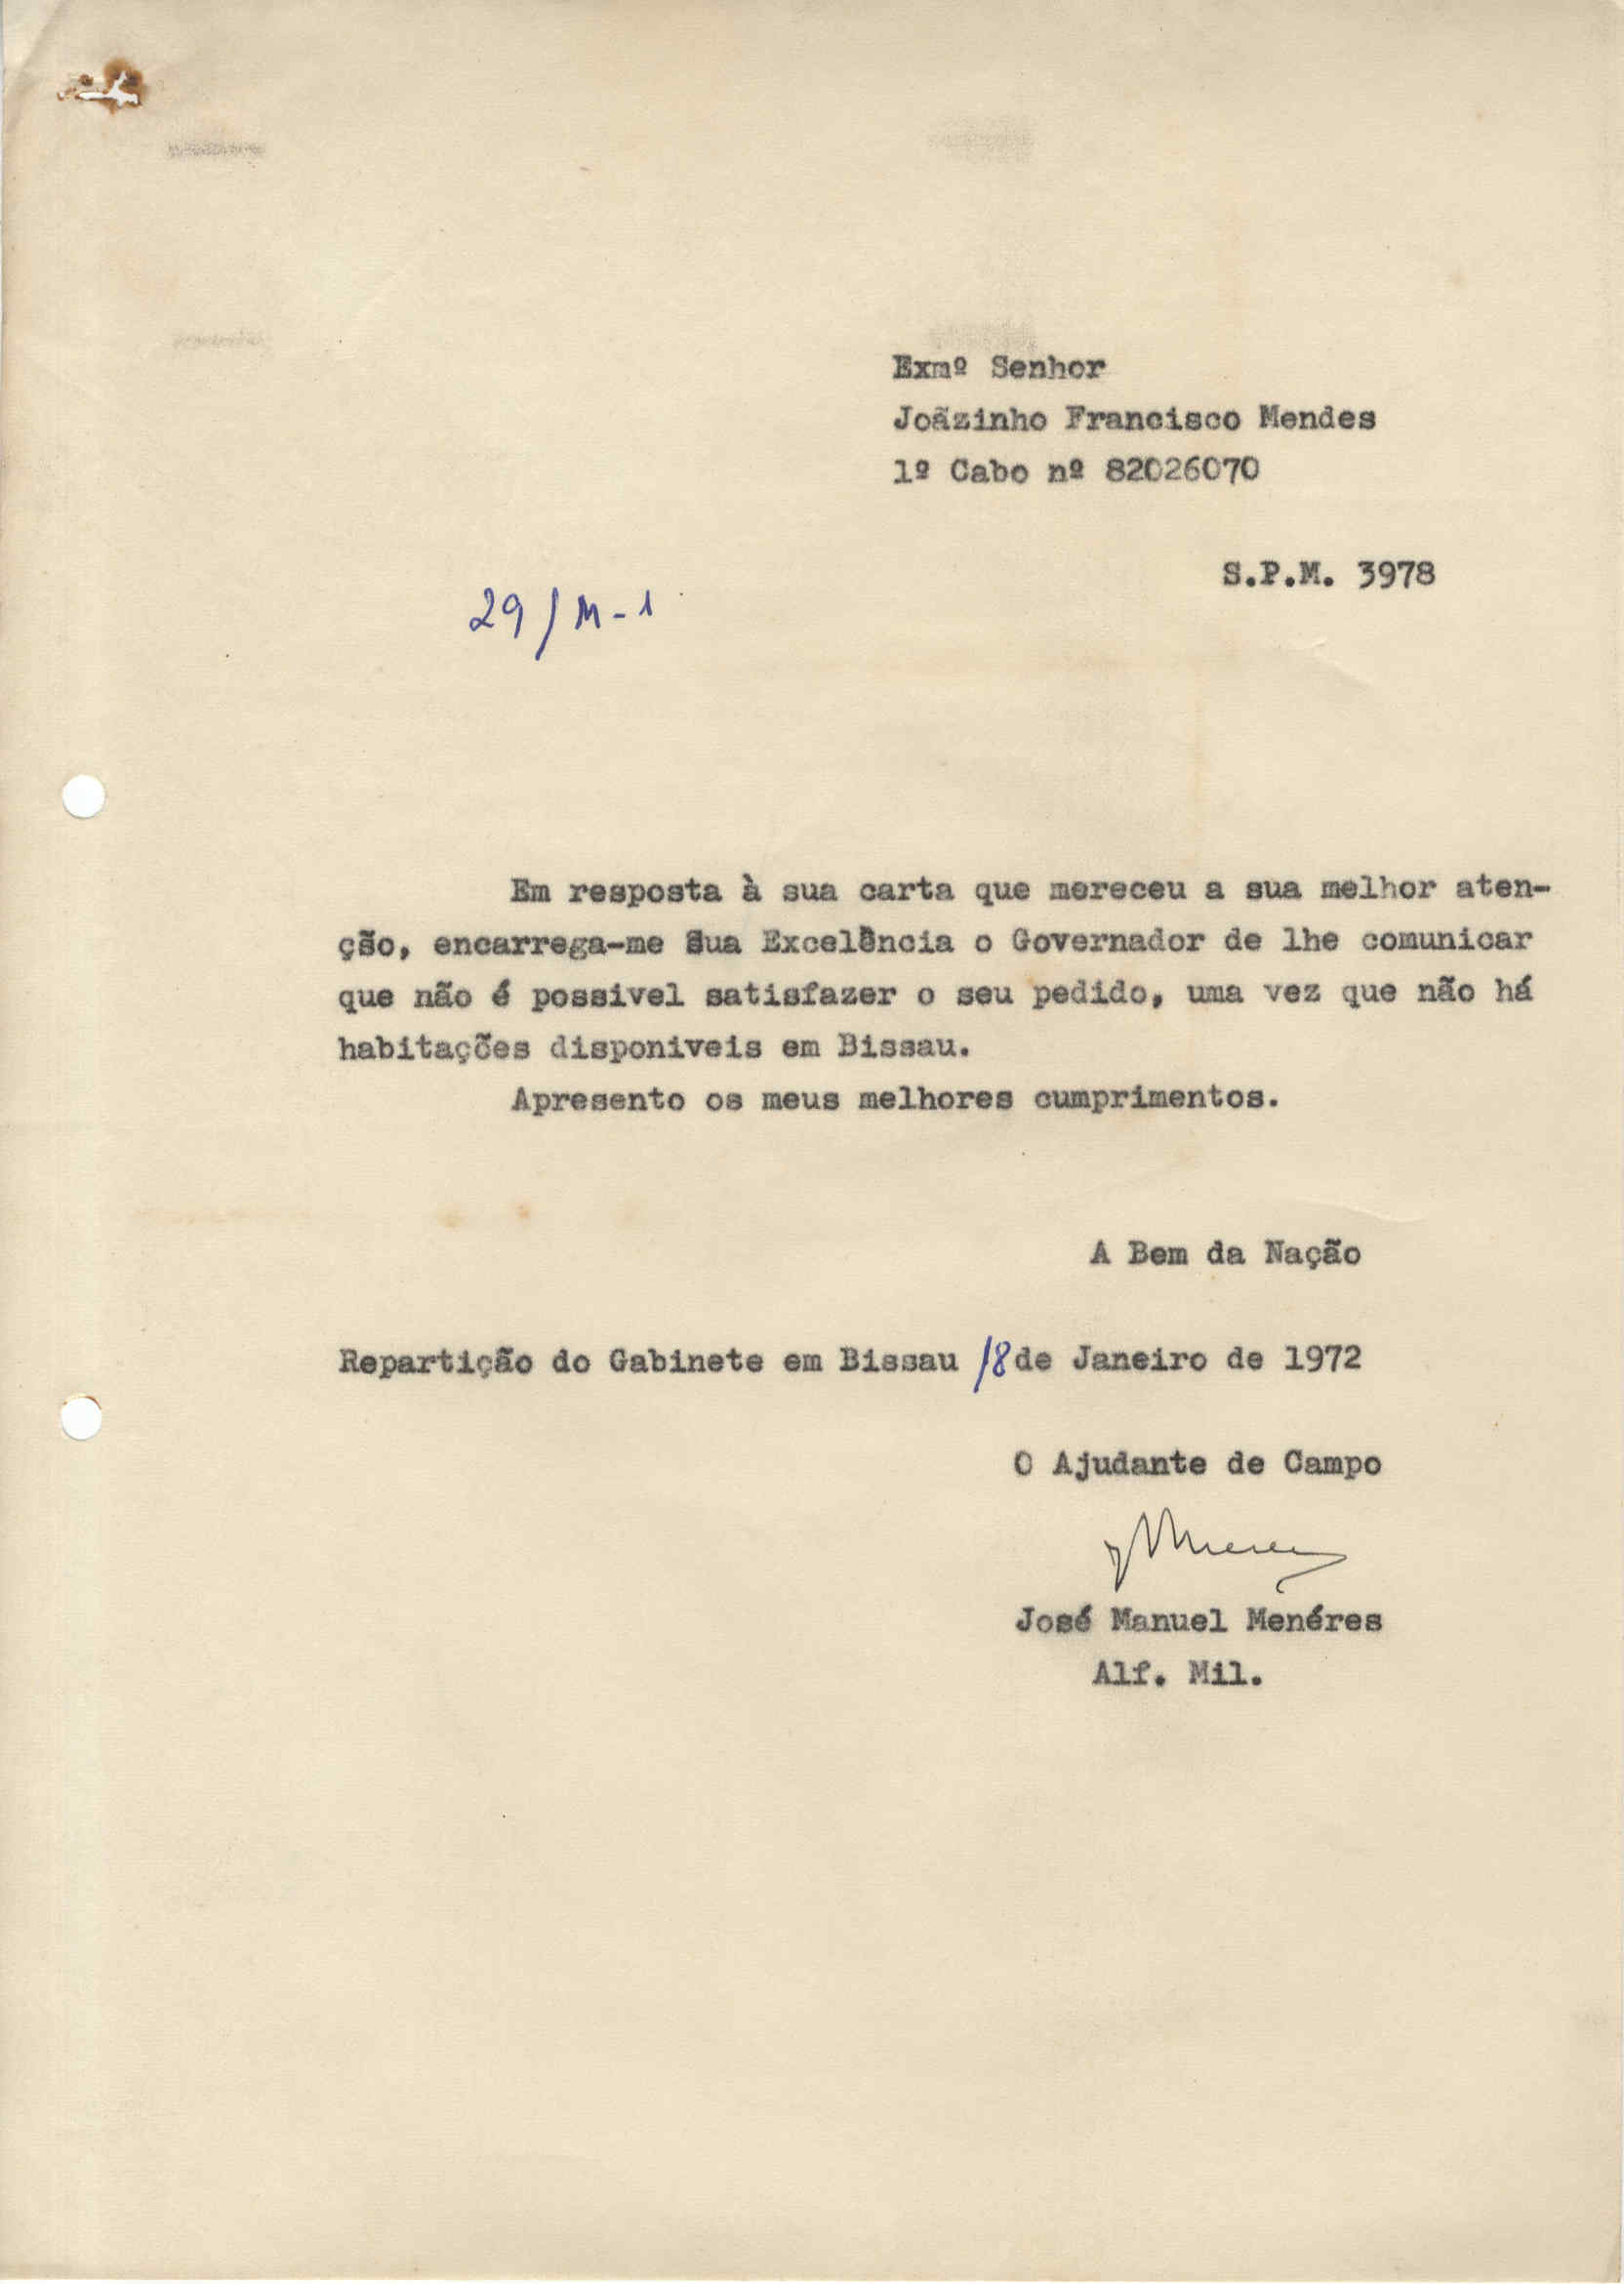 Exmº Senhor
Joãzinho Francisco Mendes
1º Cabo nº 82026070
S.P.M. 3978
29/M-1
Em resposta à sua carta que mereceu a sua melhor aten-
ção, encarrega-me Sua Excelência o Governador de lhe comunicar
que não é possivel satisfazer o seu pedido, uma vez que não há
habitações disponiveis em Bissau.
Apresento os meus melhores cumprimentos.
A Bem da Nação
Repartição do Gabinete em Bissau 18 de Janeiro de 1972
O Ajudante de Campo
José Manuel Menéres
Alf. Mil.